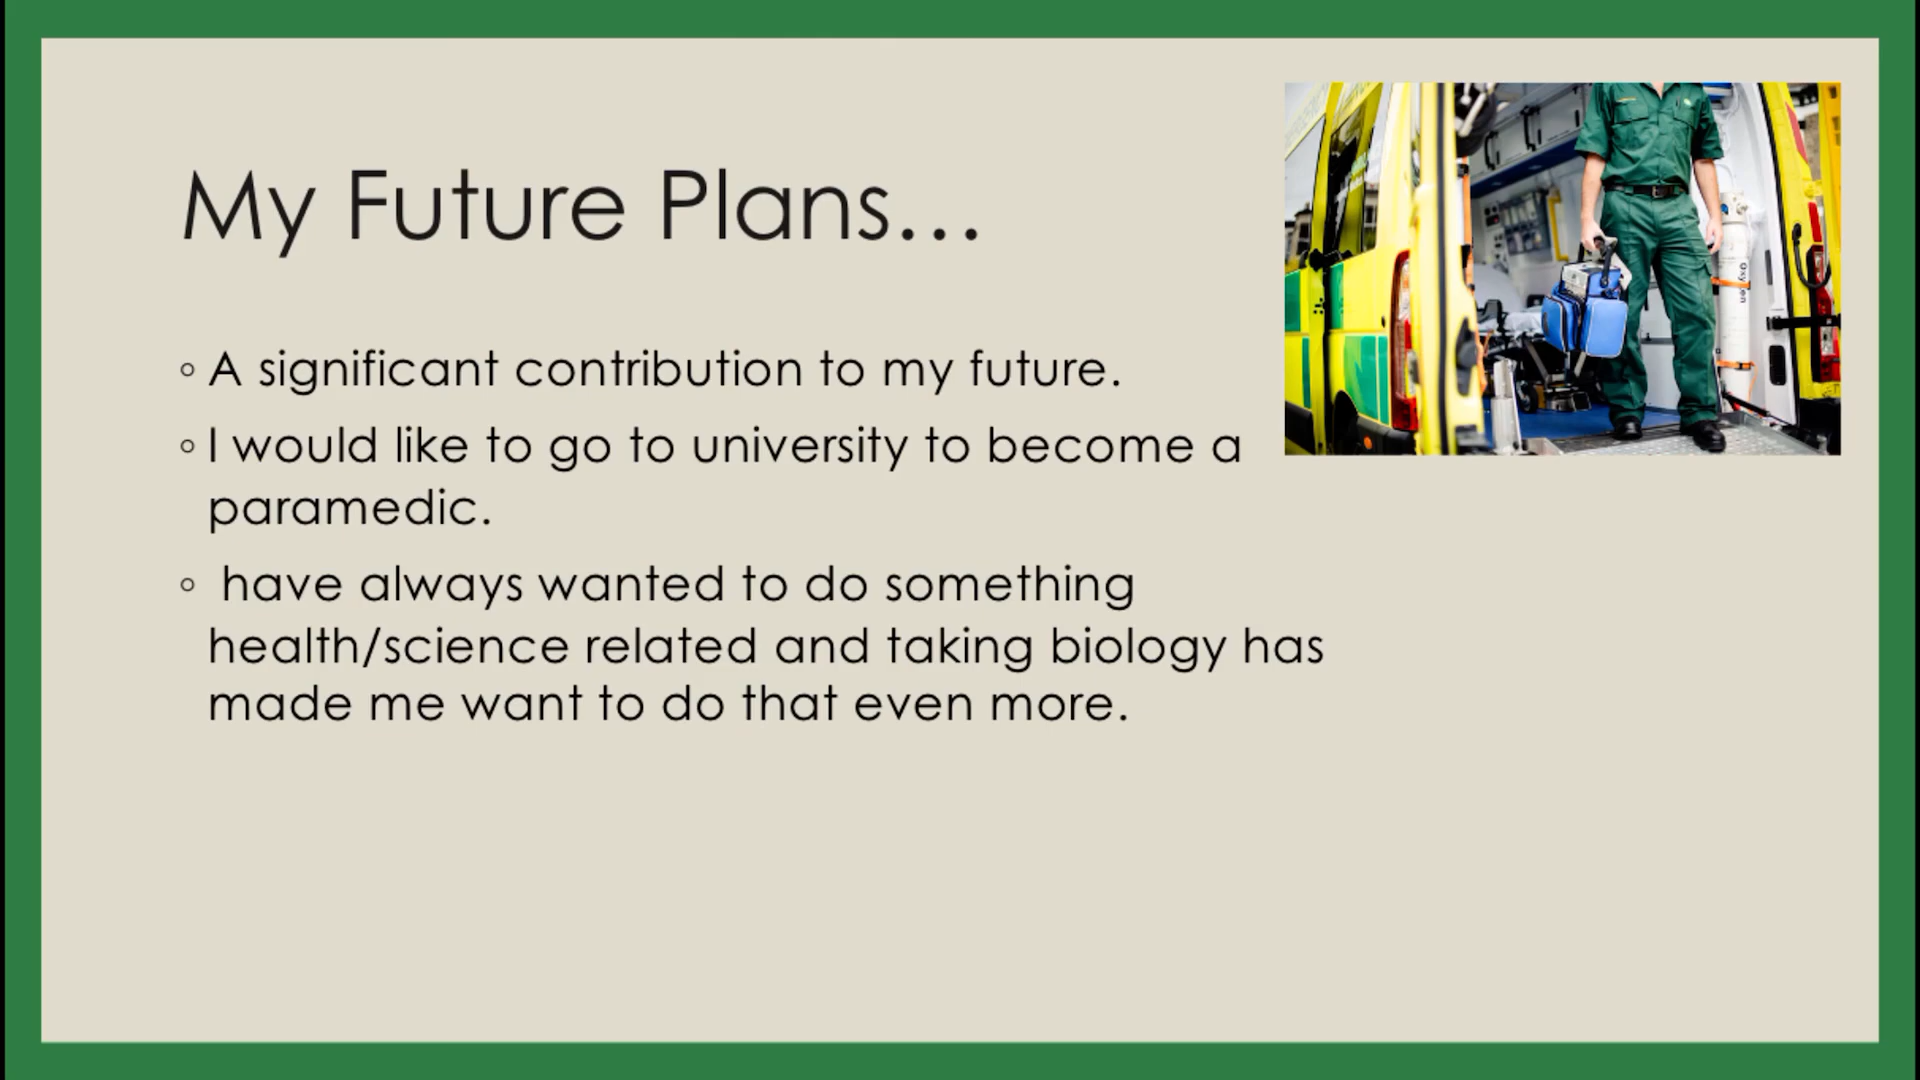 My Future Plans...
◦ A significant contribution to my future.
◦ I would like to go to university to become a
paramedic.
◦ have always wanted to do something
health/science related and taking biology has
made me want to do that even more.
Oxygen